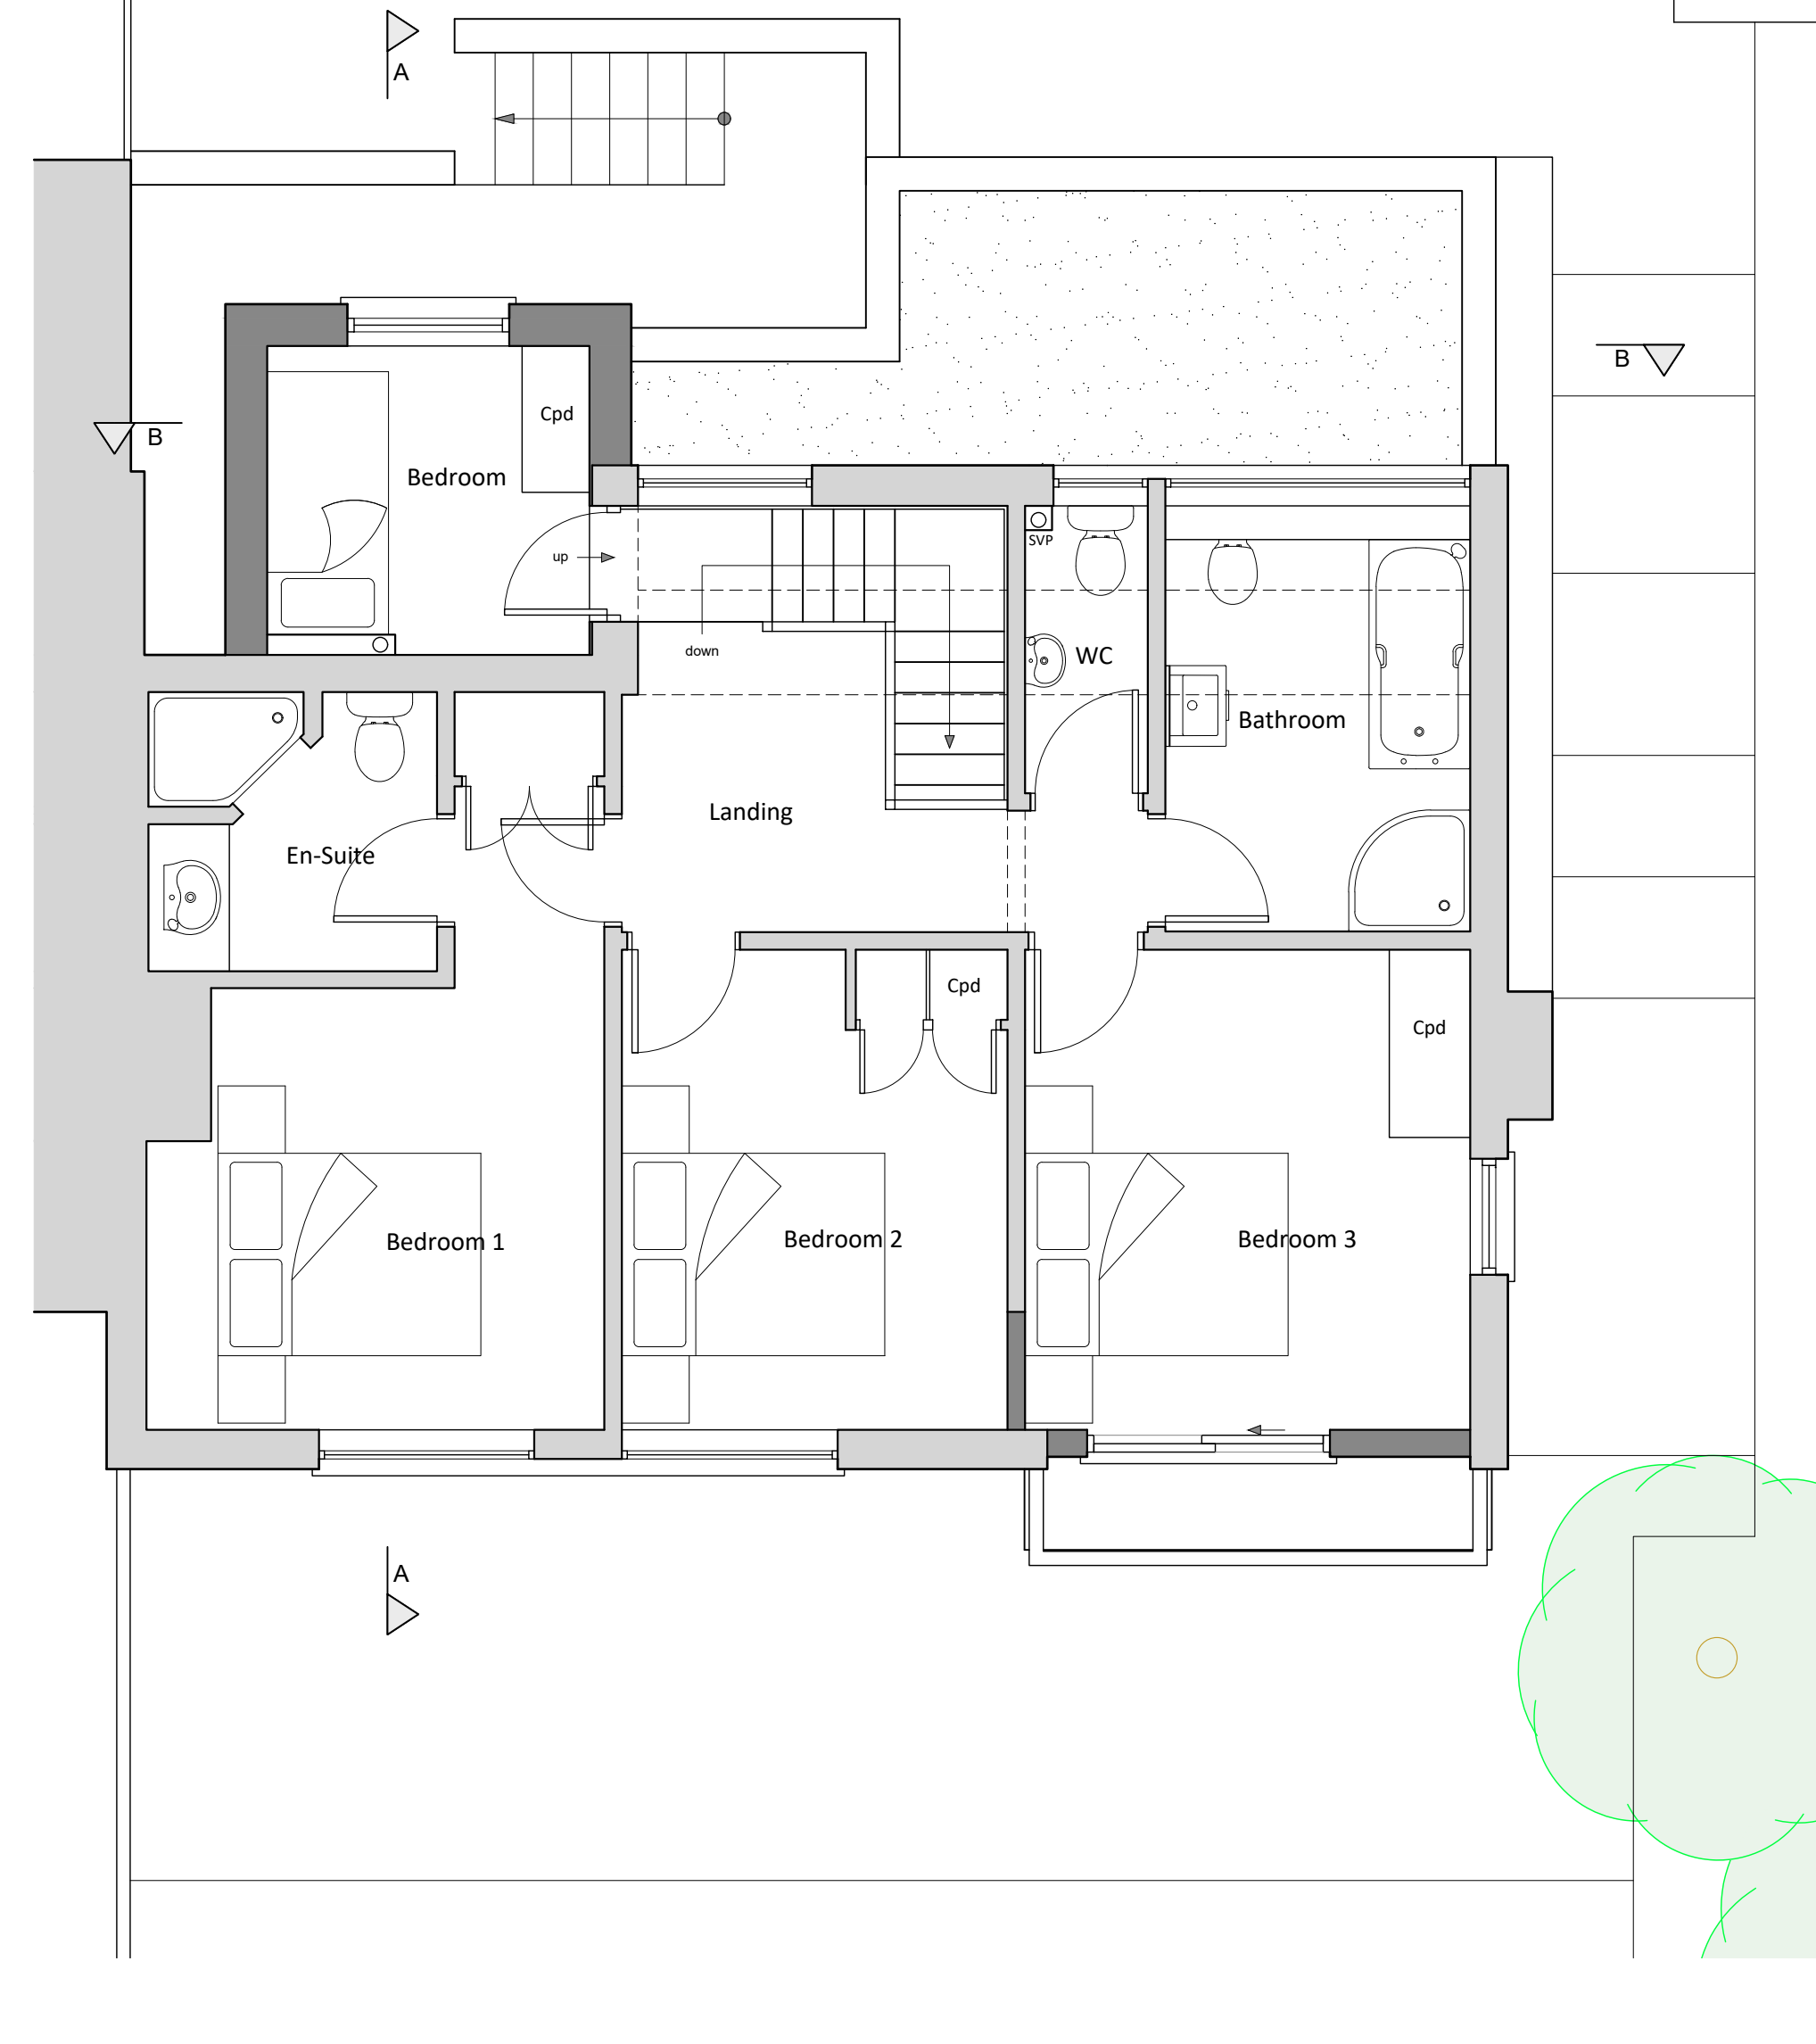 A
B
B
Cpd
Bedroom
SVP
up
down
WC
Bathroom
Landing
En-Suite
Cpd
Cpd
Bedroom 1
Bedroom 2
Bedroom 3
A